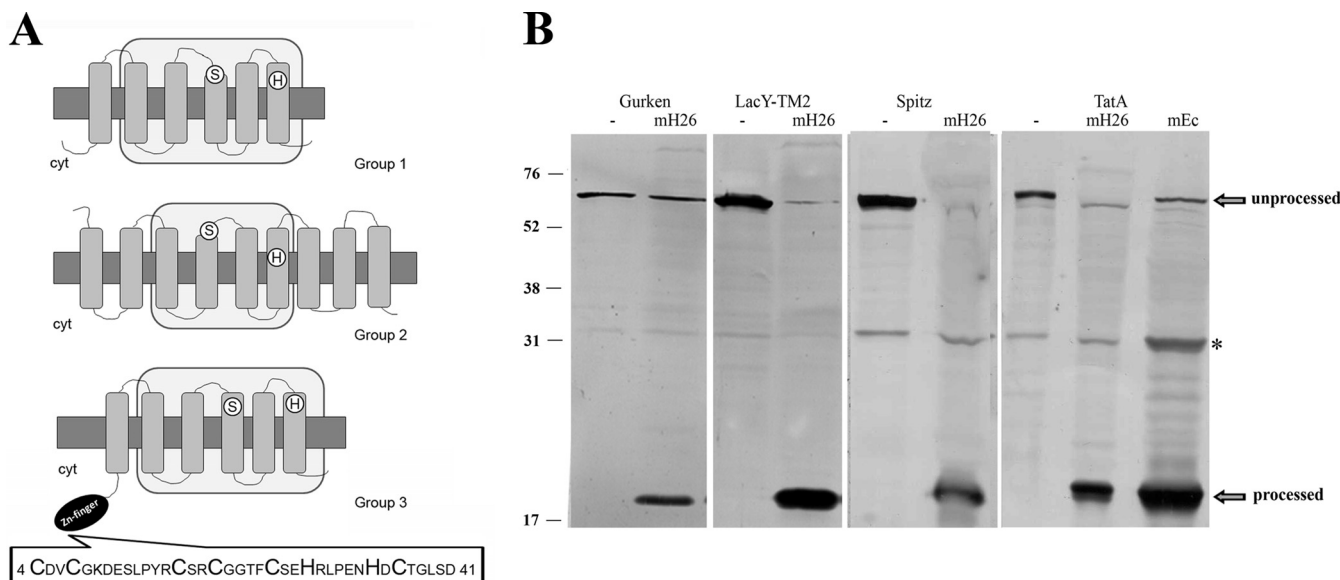 A
S
H
cyt
Group 1
S
H
cyt
Group 2
S
H
cyt
Group 3
Zn-finger
4 CDVCGKDESLPYRCSRCGGTFCSEHRLPENHDCTGLSD 41
B
Gurken LacY-TM2 Spitz TatA
- mH26 - mH26 - mH26 - mH26 mEc
76
52
38
31
17
unprocessed
*
processed